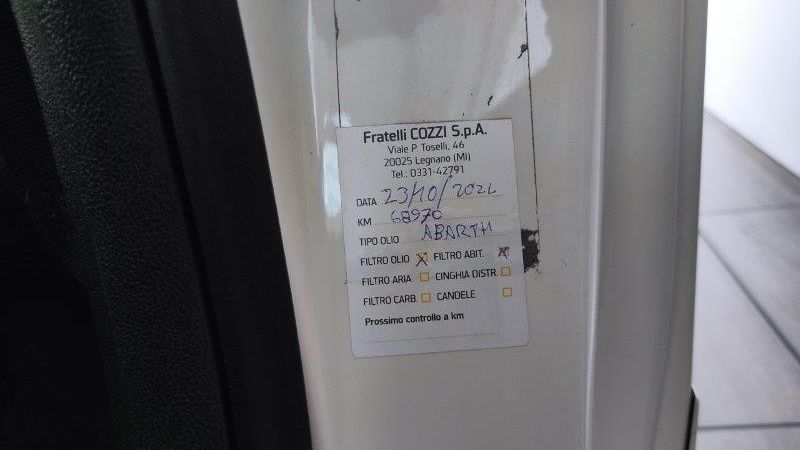 Fratelli COZZI S.p.A.
Viale P. Toselli, 46
20025 Legnano (MI)
Tel.: 0331-42791
DATA 23/10/202
KM 68970
TIPO OLIO ABARTH
FILTRO OLIO FILTRO ABIT.
FILTRO ARIA CINGHIA DISTR.
FILTRO CARB. CANDELE
Prossimo controllo a km